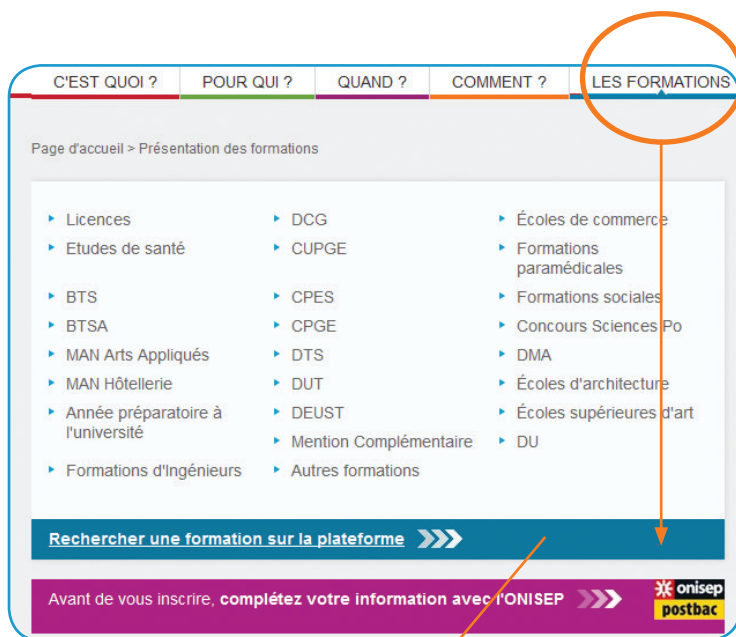 C'EST QUOI ? POUR QUI ? QUAND ? COMMENT ? LES FORMATIONS
Page d'accueil > Présentation des formations
Licences
Etudes de santé
BTS
BTSA
MAN Arts Appliqués
MAN Hôtellerie
Année préparatoire à
l'université
Formations d'Ingénieurs
DCG
CUPGE
CPES
CPGE
DTS
DUT
DEUST
Mention Complémentaire
Autres formations
Écoles de commerce
Formations
paramédicales
Formations sociales
Concours Sciences Po
DMA
Écoles d'architecture
Écoles supérieures d'art
DU
Rechercher une formation sur la plateforme
Avant de vous inscrire, complétez votre information avec l'ONISEP
onisep
postbac